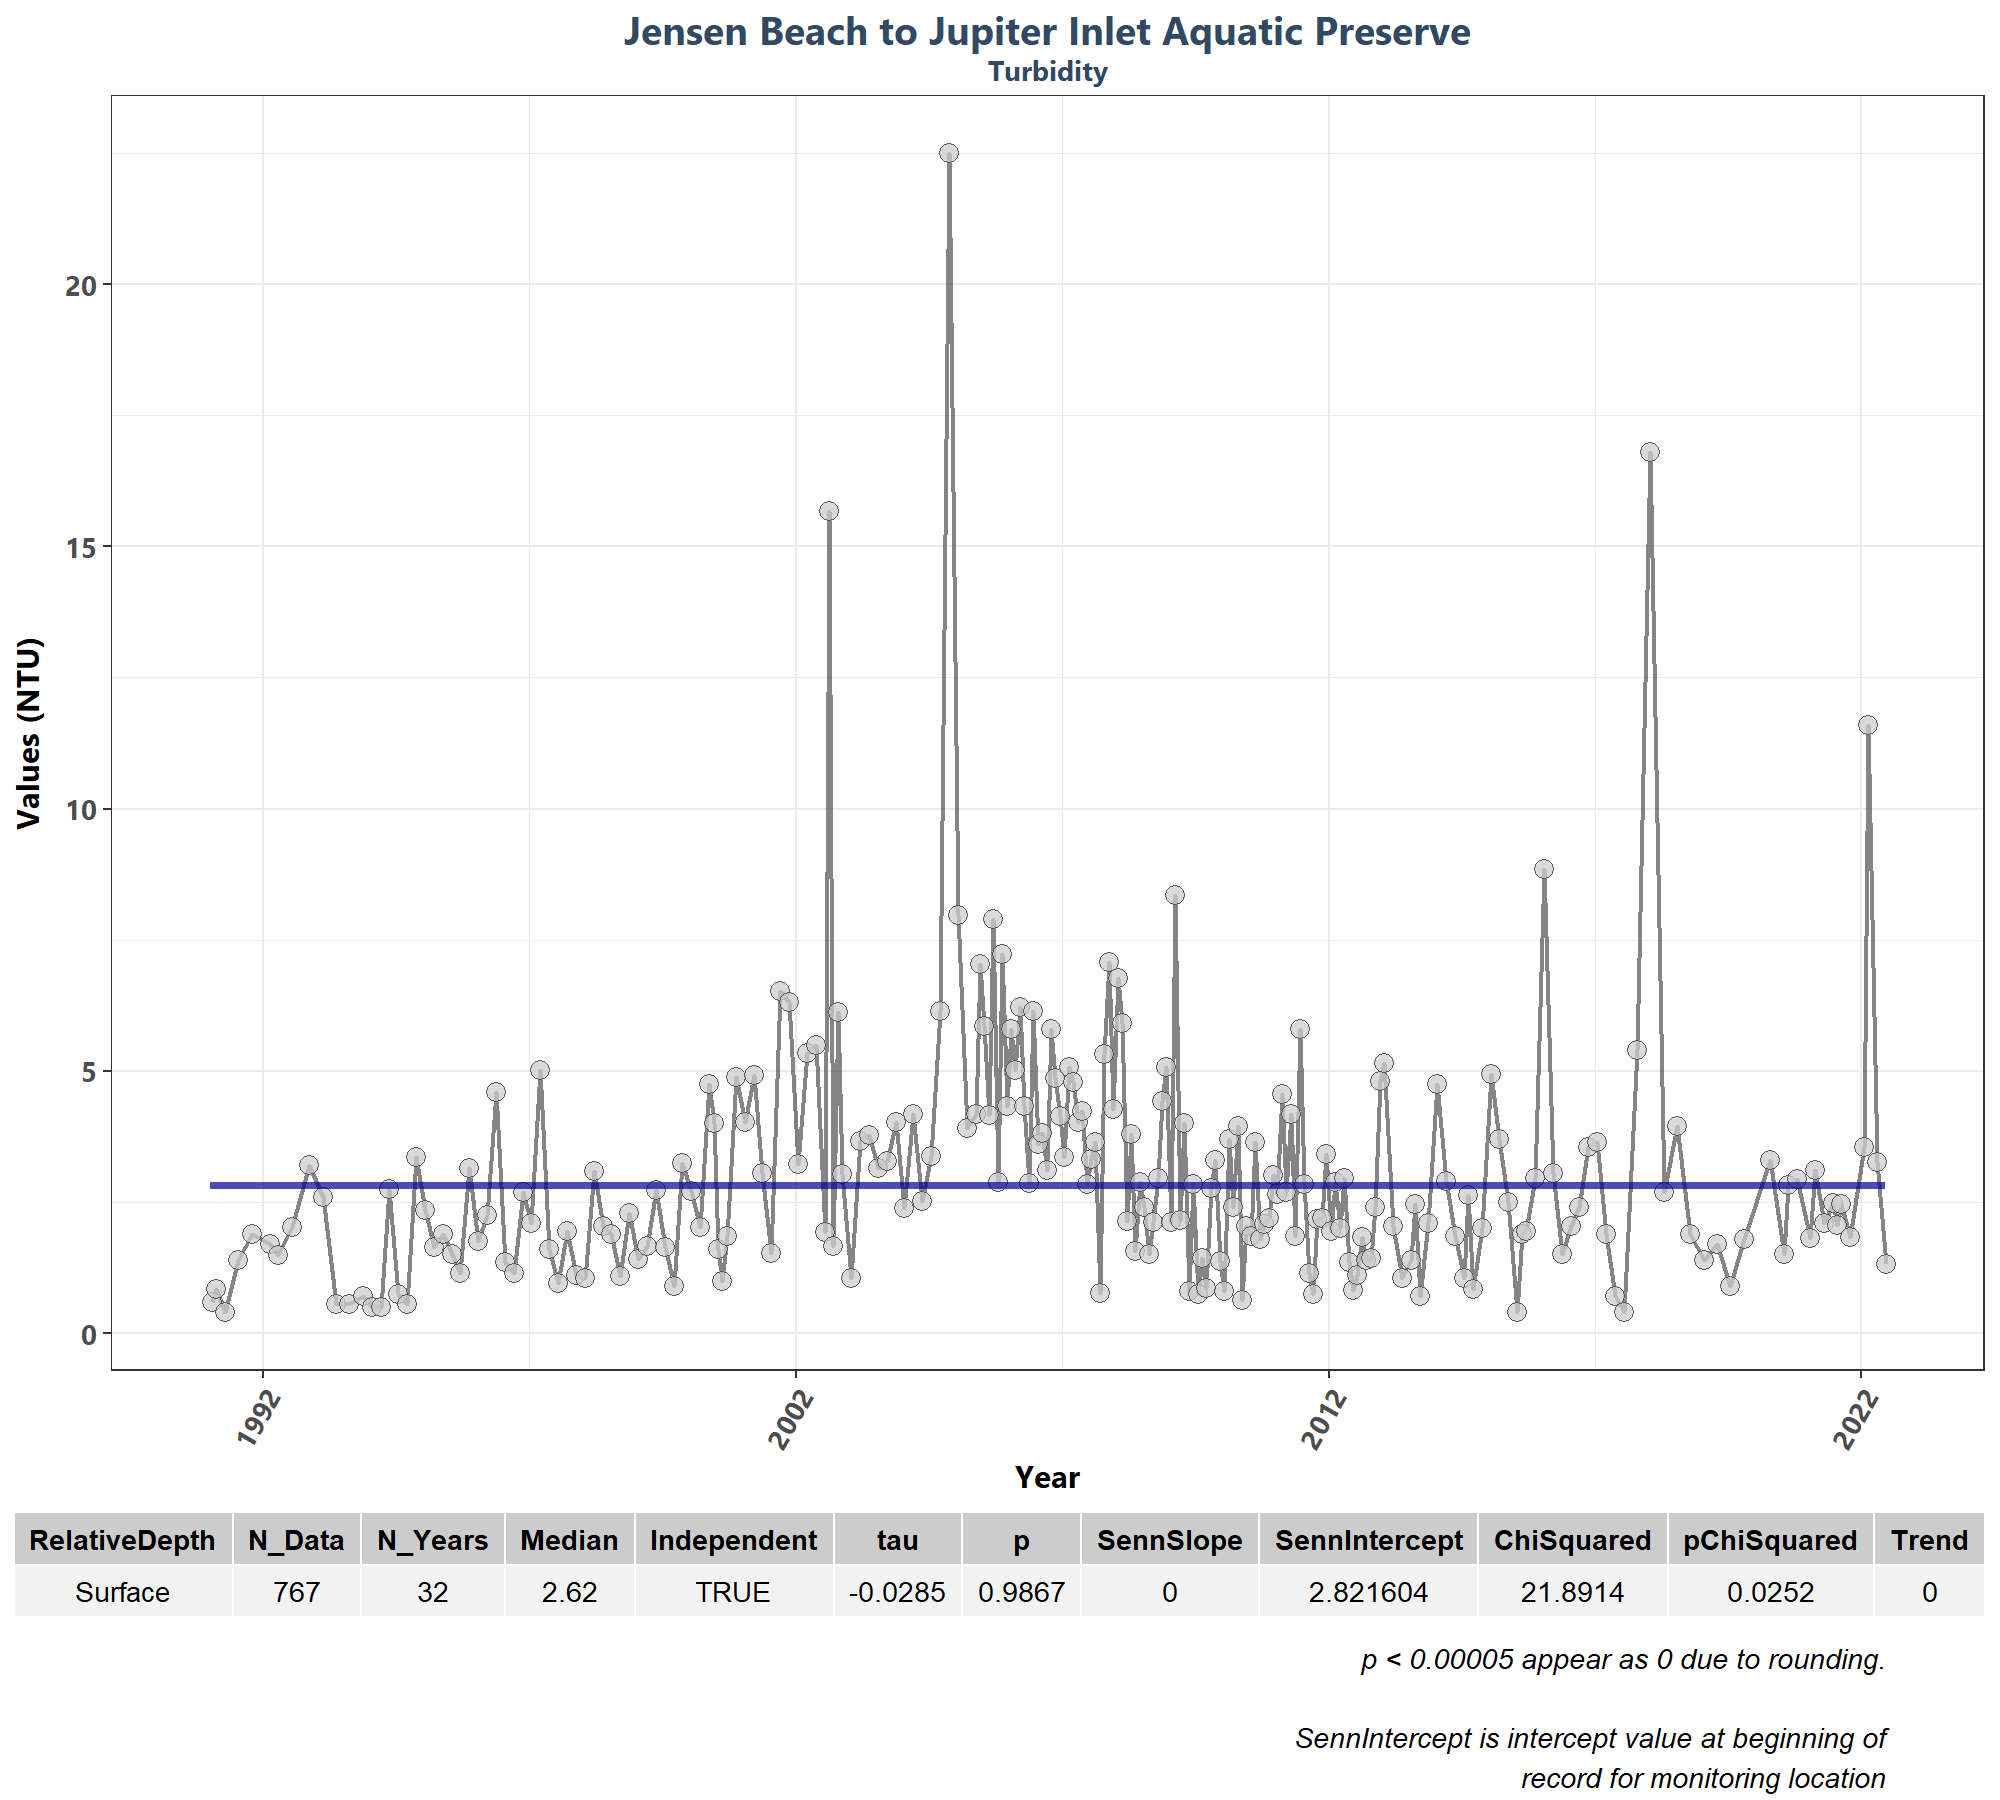 Jensen Beach to Jupiter Inlet Aquatic Preserve
Turbidity
Values (NTU)
20
15
10
5
0
1992 2002 2012 2022
Year
RelativeDepth N_Data N_Years Median Independent tau p SennSlope SennIntercept ChiSquared pChiSquared Trend
Surface 767 32 2.62 TRUE -0.0285 0.9867 0 2.821604 21.8914 0.0252 0
p < 0.00005 appear as 0 due to rounding.
SennIntercept is intercept value at beginning of
record for monitoring location